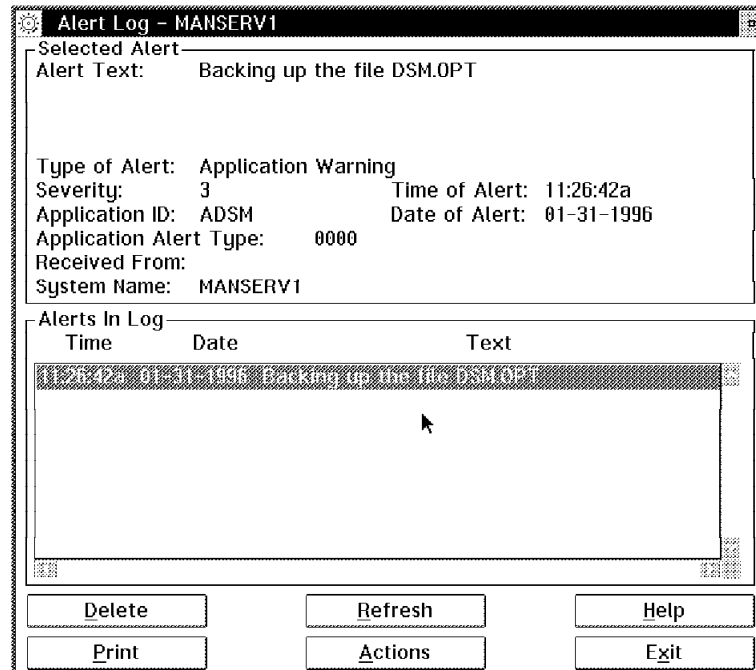 Alert Log - MANSERV1
Selected Alert
Alert Text: Backing up the file DSM.OPT
Type of Alert: Application Warning
Severity: 3 Time of Alert: 11:26:42a
Application ID: ADSM Date of Alert: 01-31-1996
Application Alert Type: 0000
Received From:
System Name: MANSERV1
Alerts In Log
Time Date Text
11:26:42a 01-31-1996 Backing up the file DSM.OPT
Delete Refresh Help
Print Actions Exit